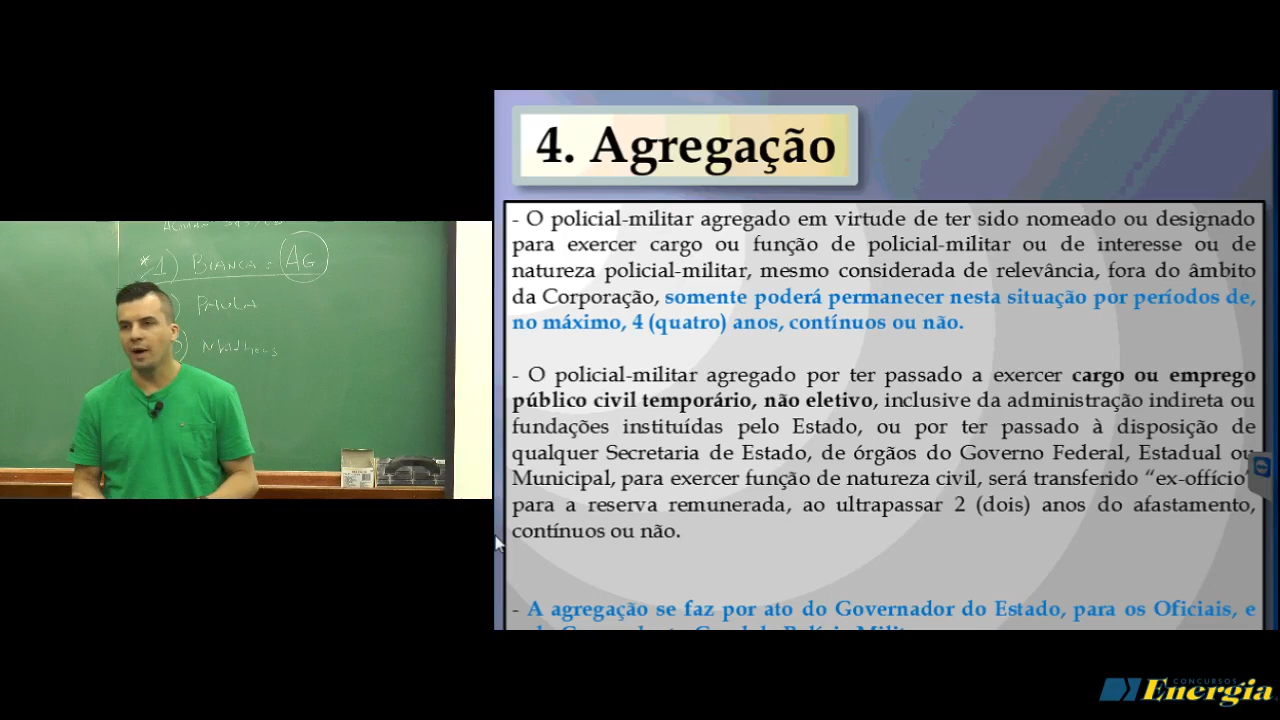 *1) BIANCA : AG
4. Agregação
- O policial-militar agregado em virtude de ter sido nomeado ou designado
para exercer cargo ou função de policial-militar ou de interesse ou de
natureza policial-militar, mesmo considerada de relevância, fora do âmbito
da Corporação, somente poderá permanecer nesta situação por períodos de,
no máximo, 4 (quatro) anos, contínuos ou não.
- O policial-militar agregado por ter passado a exercer cargo ou emprego
público civil temporário, não eletivo, inclusive da administração indireta ou
fundações instituídas pelo Estado, ou por ter passado à disposição de
qualquer Secretaria de Estado, de órgãos do Governo Federal, Estadual ou
Municipal, para exercer função de natureza civil, será transferido “ex-offício
para a reserva remunerada, ao ultrapassar 2 (dois) anos do afastamento,
contínuos ou não.
- A agregação se faz por ato do Governador do Estado, para os Oficiais, e
CONCURSOS
Energia